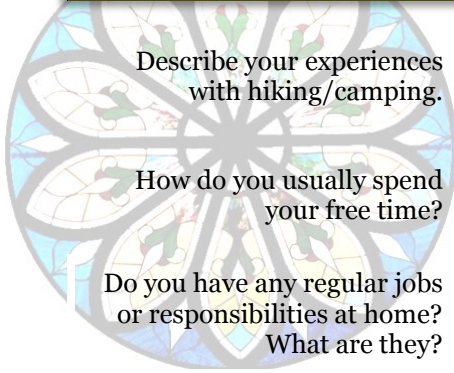 Describe your experiences
with hiking/camping.
How do you usually spend
your free time?
Do you have any regular jobs
or responsibilities at home?
What are they?